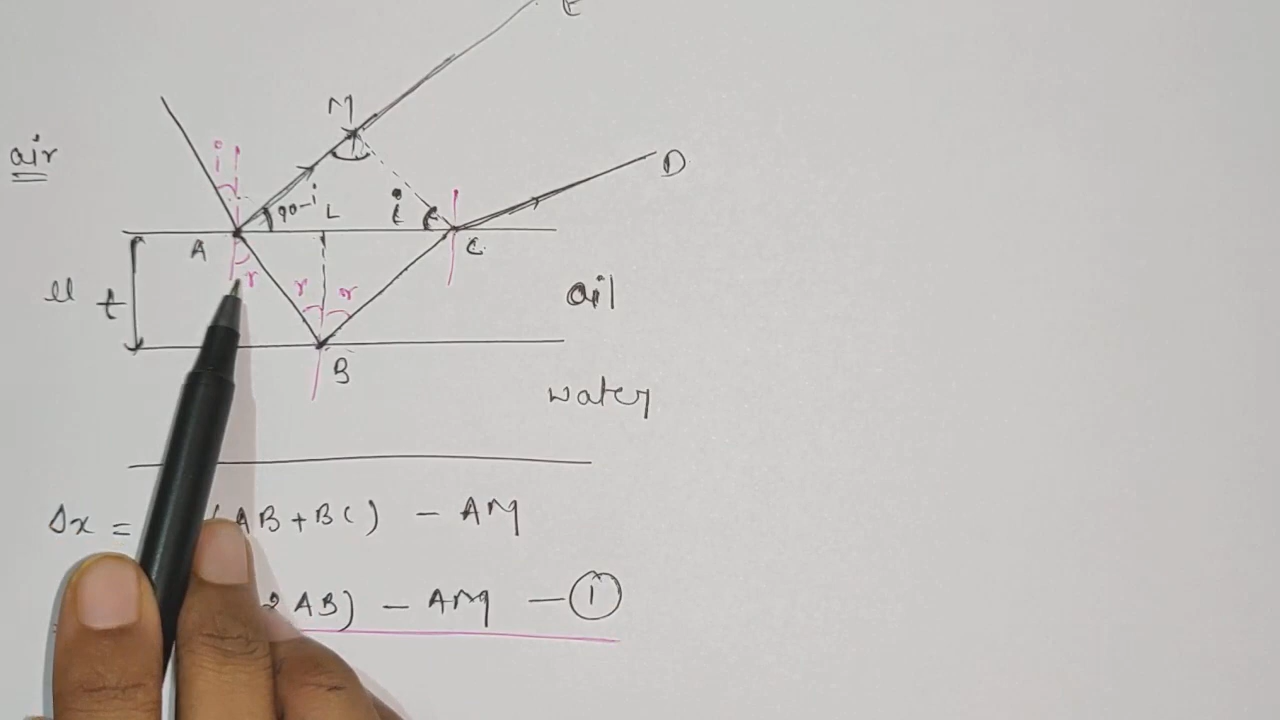 E
M
i
air
D
90-i L i
A
C
r
r r
μ t
oil
B
water
Δx = (AB+BC) - AM
2AB) - AM - ①